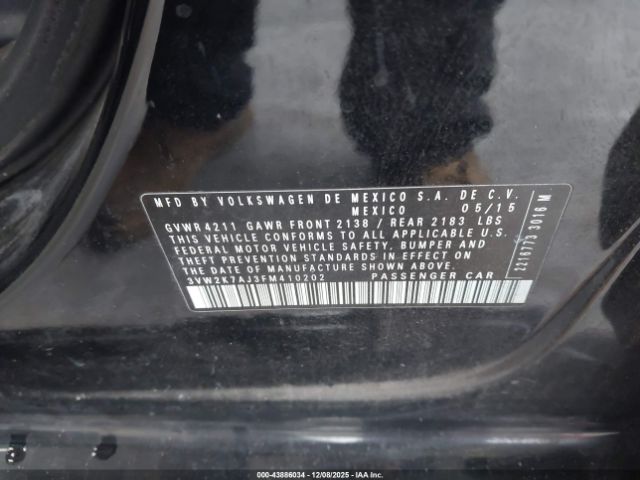 MFD BY VOLKSWAGEN DE MEXICO S.A. DE C.V.
MEXICO 05/15
GVWR 4211 GAWR FRONT 2138 / REAR 2183 LBS
THIS VEHICLE CONFORMS TO ALL APPLICABLE U.S.
FEDERAL MOTOR VEHICLE SAFETY, BUMPER AND
THEFT PREVENTION STANDARDS IN EFFECT ON
THE DATE OF MANUFACTURE SHOWN ABOVE.
3VW2K7AJ3FM410202 PASSENGER CAR
2216773 3016 M
000-43886034 | 12/08/2025 | IAA Inc.